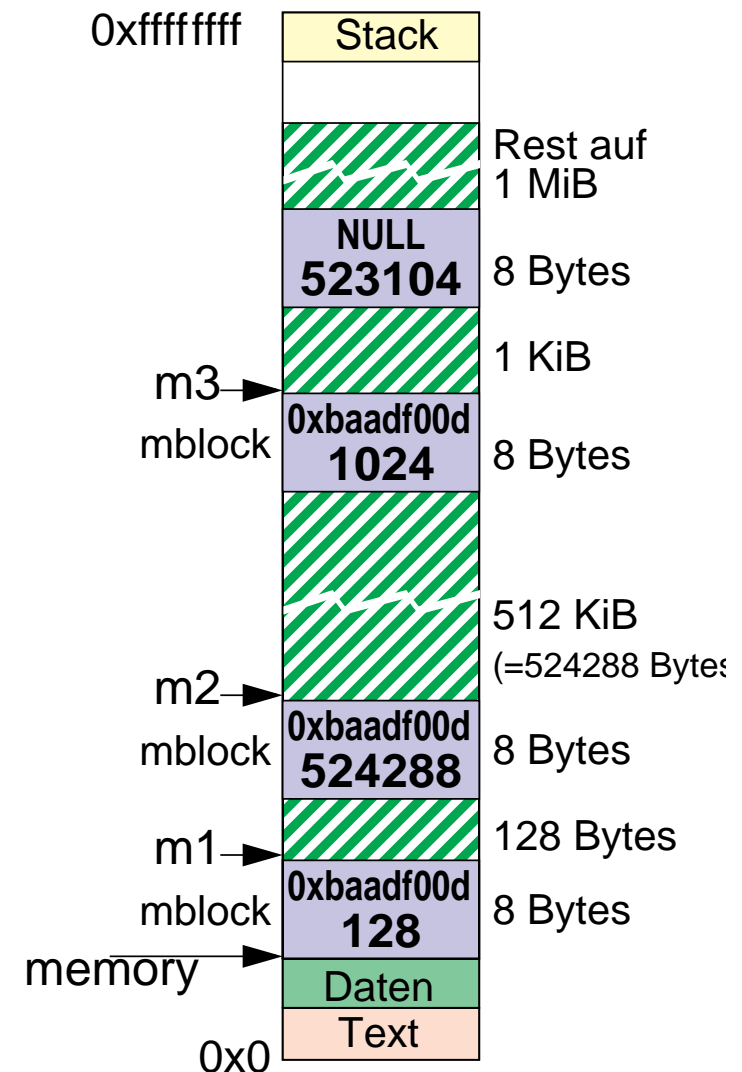 0xffffffff
Stack
Rest auf
1 MiB
NULL
523104
8 Bytes
1 KiB
m3
mblock
0xbaadf00d
1024
8 Bytes
512 KiB
(=524288 Bytes
m2
mblock
0xbaadf00d
524288
8 Bytes
128 Bytes
m1
mblock
0xbaadf00d
128
8 Bytes
memory
Daten
Text
0x0